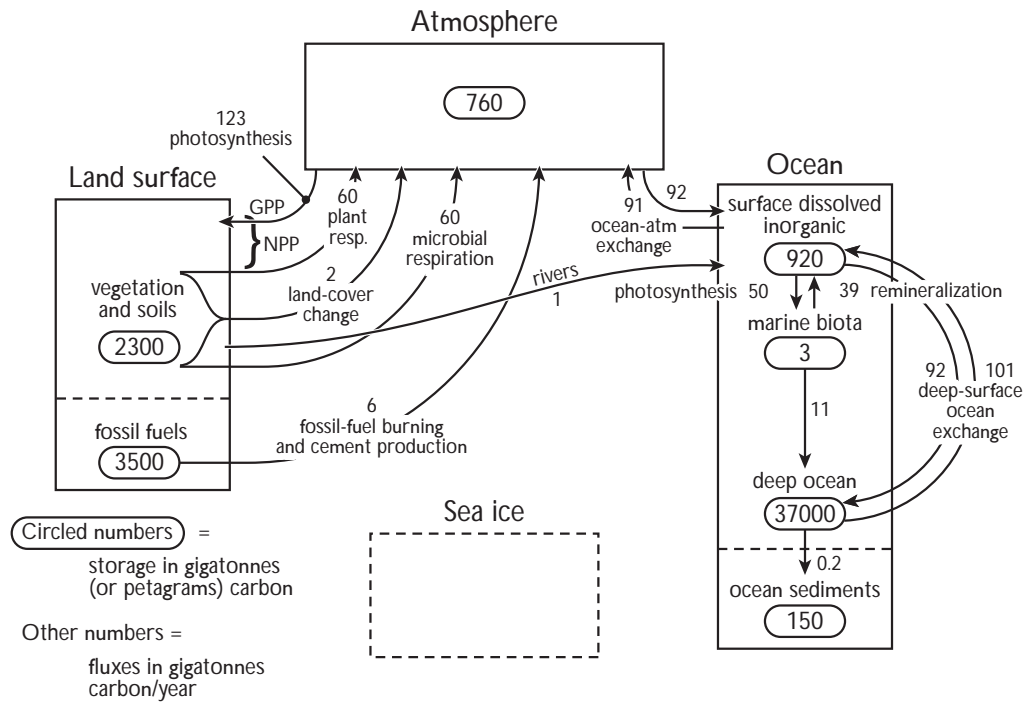 Atmosphere
760
123
photosynthesis
Land surface
GPP
NPP
60
plant
resp.
2
land-cover
change
60
microbial
respiration
vegetation
and soils
2300
fossil fuels
3500
6
fossil-fuel burning
and cement production
rivers
1
91
ocean-atm
exchange
92
Ocean
surface dissolved
inorganic
920
photosynthesis 50
39 remineralization
marine biota
3
11
92
101
deep-surface
ocean
exchange
deep ocean
37000
0.2
ocean sediments
150
Sea ice
Circled numbers =
storage in gigatonnes
(or petagrams) carbon
Other numbers =
fluxes in gigatonnes
carbon/year